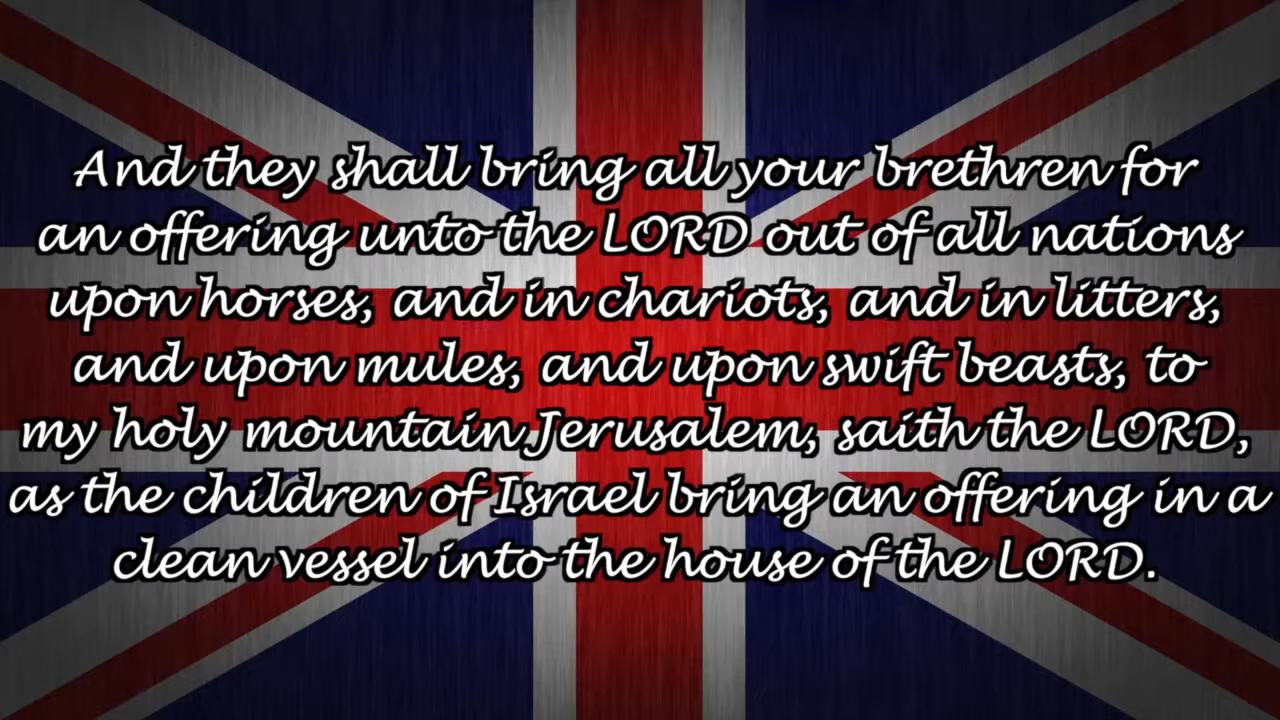 And they shall bring all your brethren for
an offering unto the LORD out of all nations
upon horses, and in chariots, and in litters,
and upon mules, and upon swift beasts, to
my holy mountain Jerusalem, saith the LORD,
as the children of Israel bring an offering in a
clean vessel into the house of the LORD.